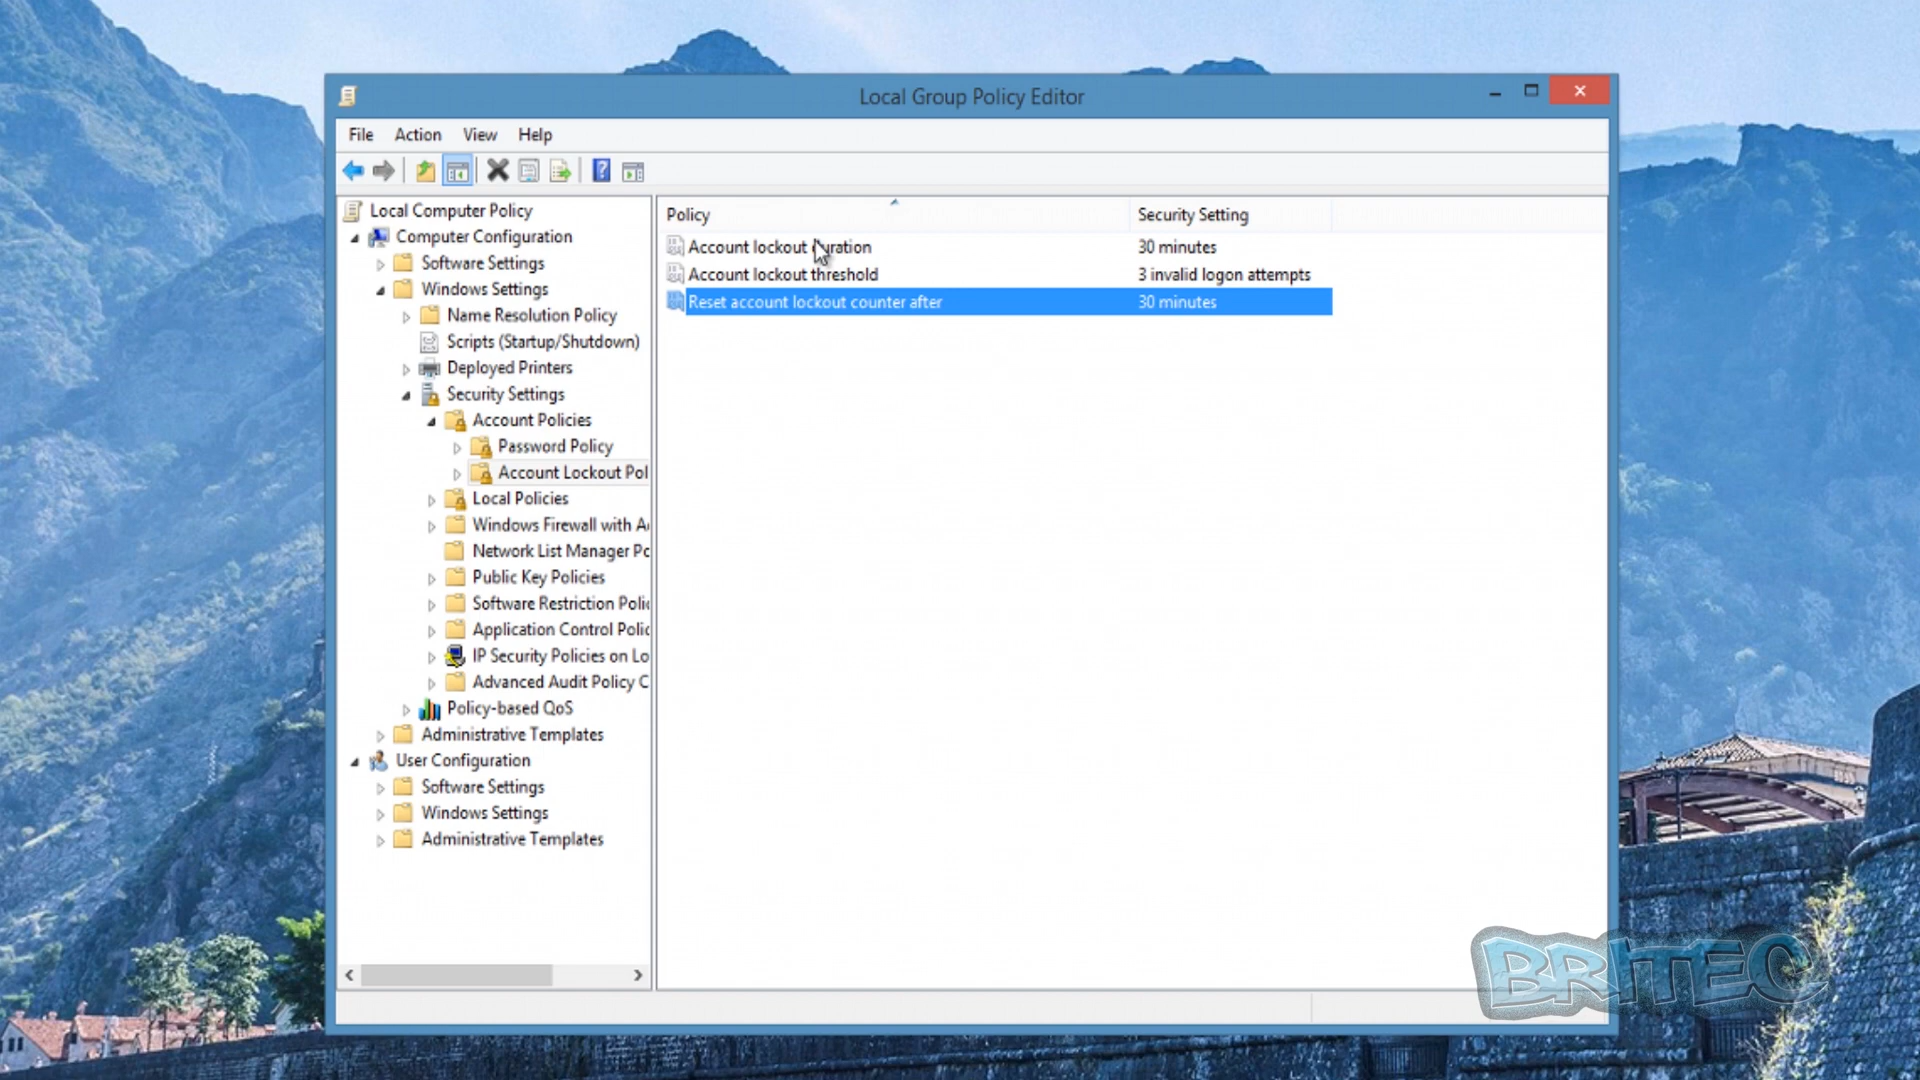 Local Group Policy Editor
File Action View Help
Local Computer Policy
Computer Configuration
Software Settings
Windows Settings
Name Resolution Policy
Scripts (Startup/Shutdown)
Deployed Printers
Security Settings
Account Policies
Password Policy
Account Lockout Pol
Local Policies
Windows Firewall with A
Network List Manager Po
Public Key Policies
Software Restriction Polic
Application Control Polic
IP Security Policies on Lo
Advanced Audit Policy C
Policy-based QoS
Administrative Templates
User Configuration
Software Settings
Windows Settings
Administrative Templates
Policy Security Setting
Account lockout duration 30 minutes
Account lockout threshold 3 invalid logon attempts
Reset account lockout counter after 30 minutes
BRITEC